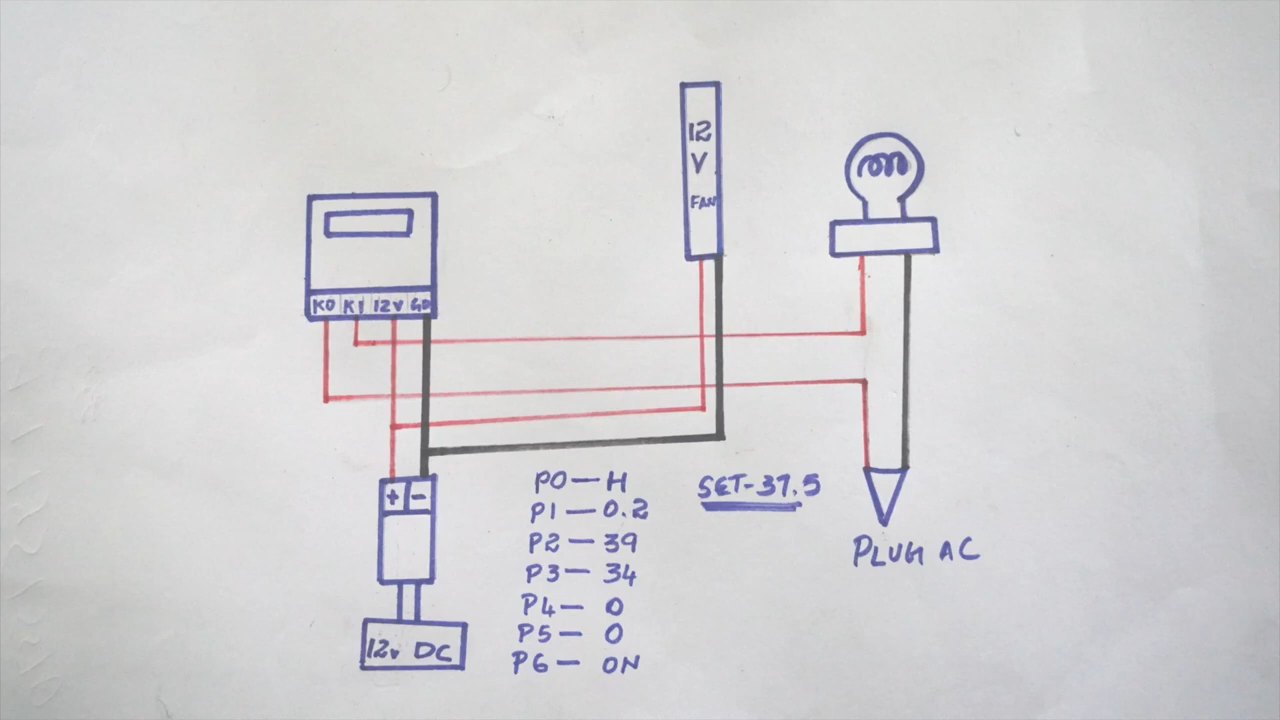 12
V
FAN
K0 K1 12V GD
+ -
P0 — H
P1 — 0.2
P2 — 39
P3 — 34
P4 — 0
P5 — 0
P6 — ON
SET-37.5
PLUG AC
12v DC